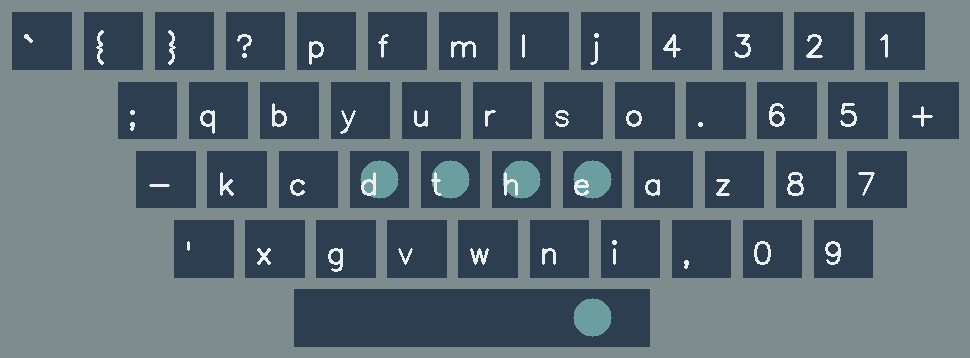 ` { } ? p f m l j 4 3 2 1
; q b y u r s o . 6 5 +
- k c d t h e a z 8 7
' x g v w n i , 0 9